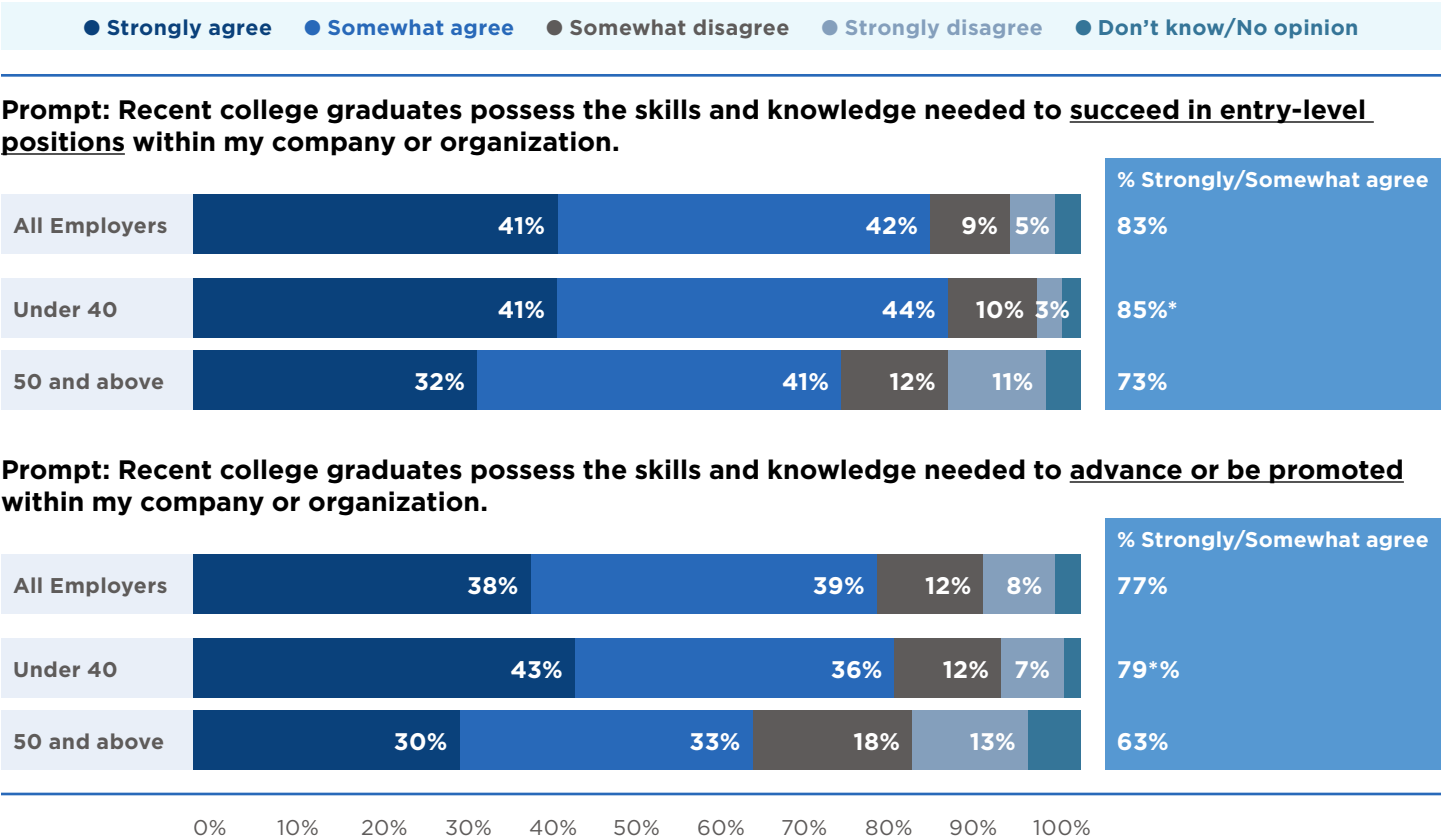 Strongly agree Somewhat agree Somewhat disagree Strongly disagree Don't know/No opinion
Prompt: Recent college graduates possess the skills and knowledge needed to succeed in entry-level
positions within my company or organization.
% Strongly/Somewhat agree
All Employers 41% 42% 9% 5% 83%
Under 40 41% 44% 10% 3% 85%*
50 and above 32% 41% 12% 11% 73%
Prompt: Recent college graduates possess the skills and knowledge needed to advance or be promoted
within my company or organization.
% Strongly/Somewhat agree
All Employers 38% 39% 12% 8% 77%
Under 40 43% 36% 12% 7% 79*%
50 and above 30% 33% 18% 13% 63%
0% 10% 20% 30% 40% 50% 60% 70% 80% 90% 100%